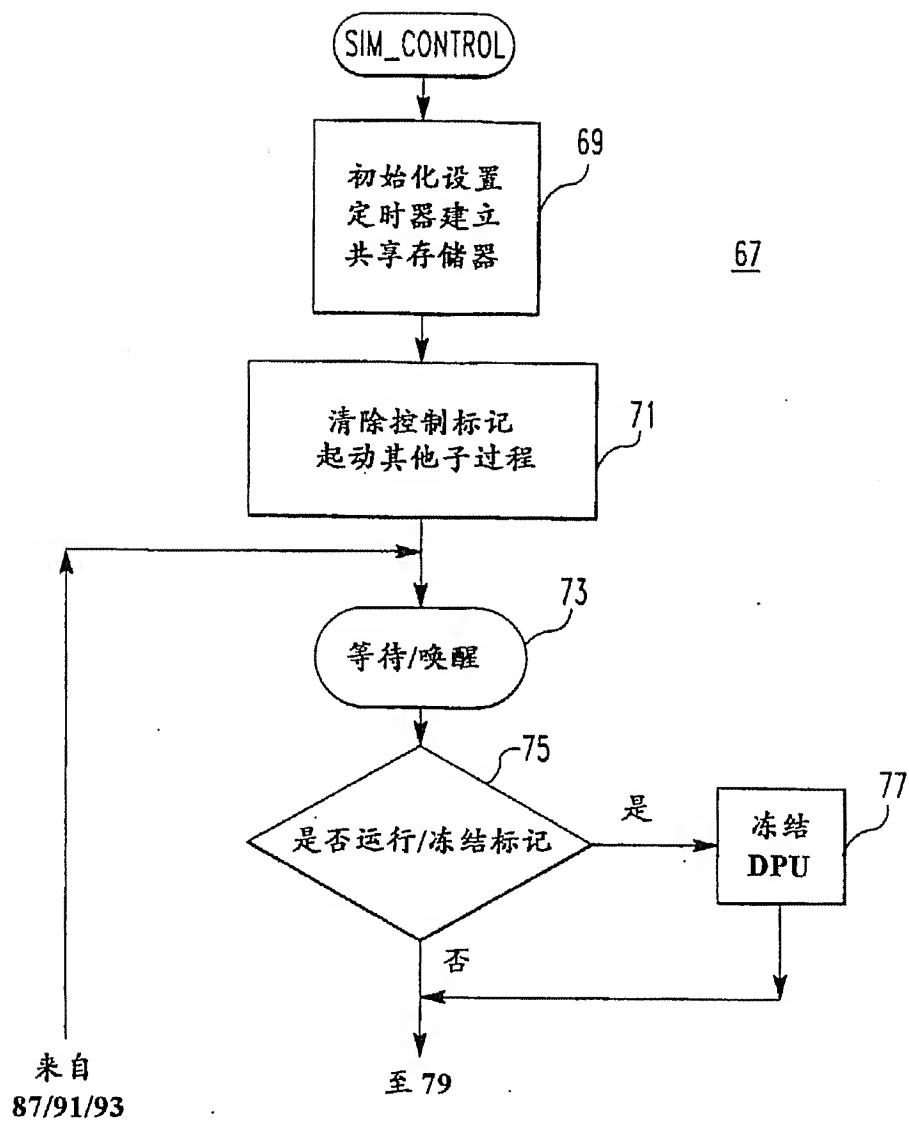 SIM_CONTROL
69
初始化设置
定时器建立
共享存储器
67
71
清除控制标记
起动其他子过程
73
等待/唤醒
75
是否运行/冻结标记
是
77
冻结
DPU
否
来自
87/91/93
至 79